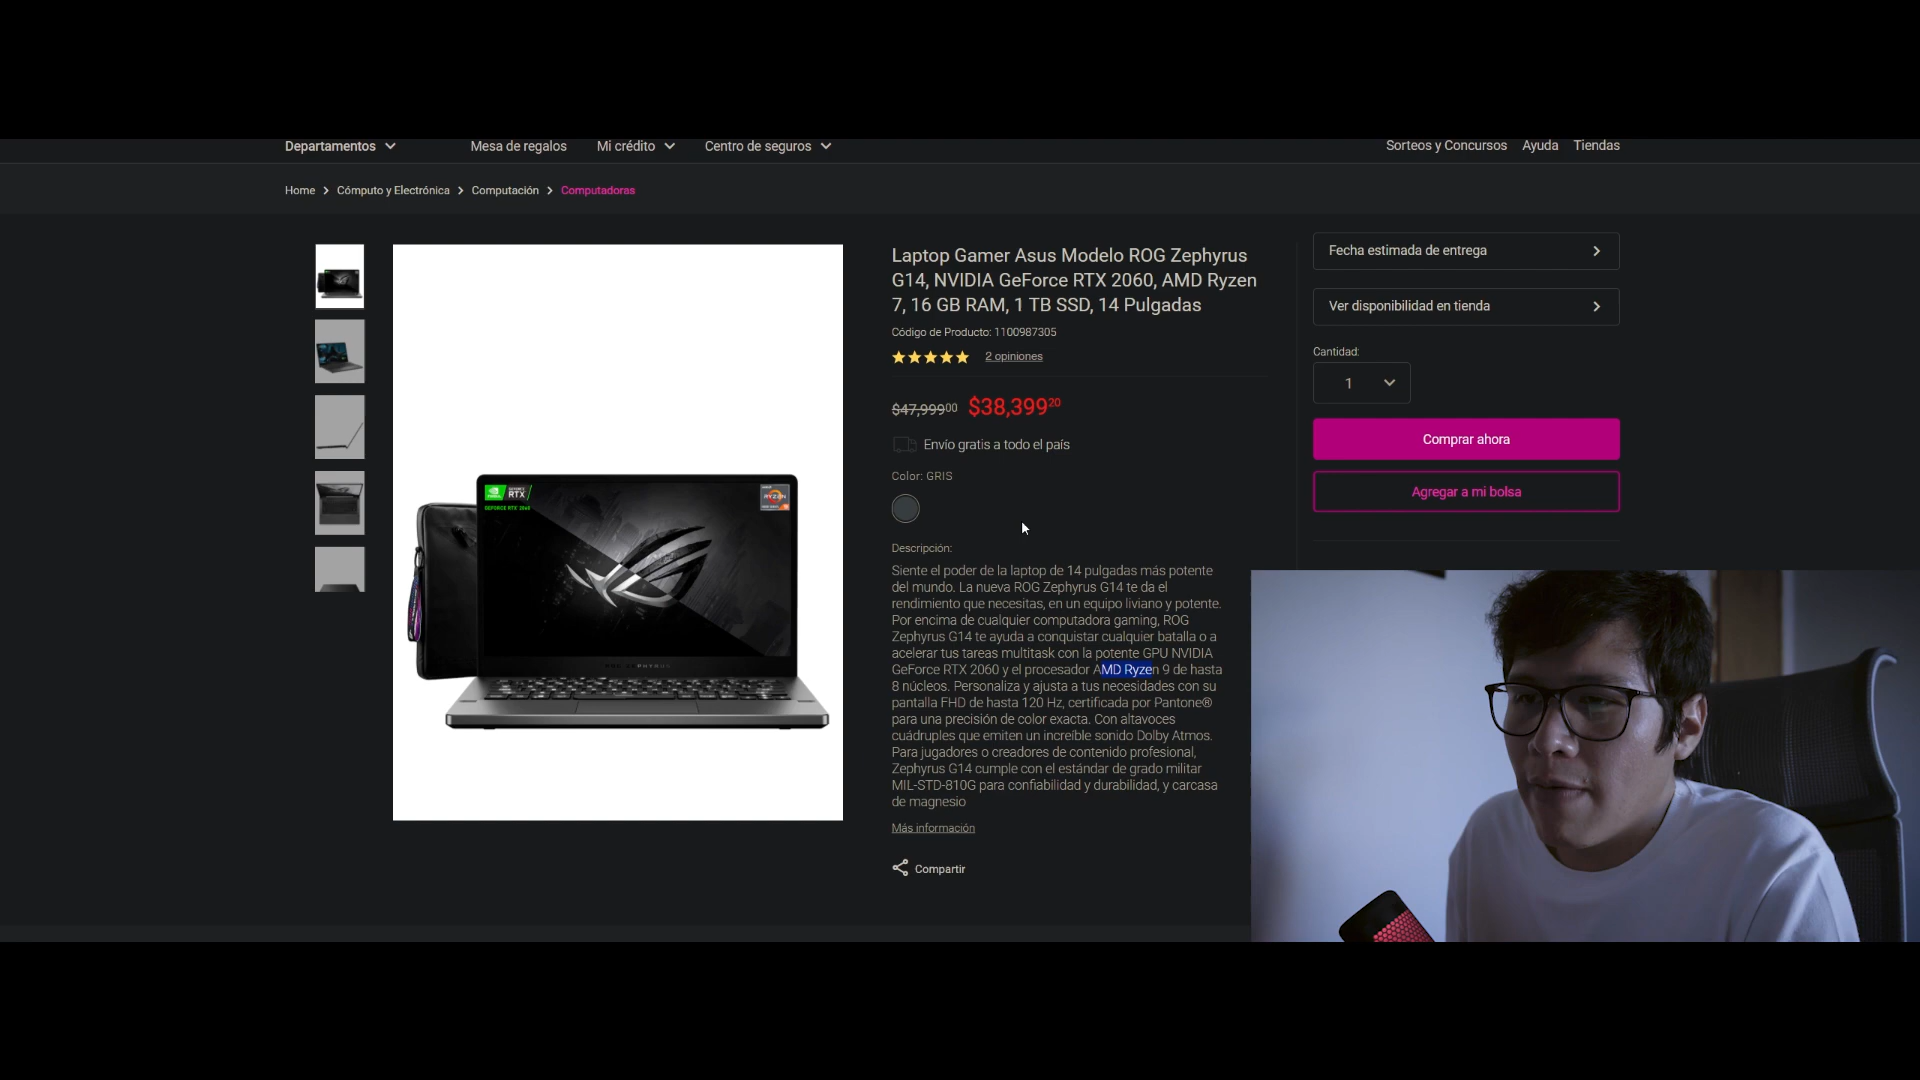 Departamentos
Mesa de regalos
Mi crédito
Centro de seguros
Sorteos y Concursos
Ayuda
Tiendas
Home > Cómputo y Electrónica > Computación > Computadoras
Laptop Gamer Asus Modelo ROG Zephyrus
G14, NVIDIA GeForce RTX 2060, AMD Ryzen
7, 16 GB RAM, 1 TB SSD, 14 Pulgadas
Código de Producto: 1100987305
2 opiniones
$47,999.00 $38,399.20
Envío gratis a todo el país
Color: GRIS
Descripción:
Siente el poder de la laptop de 14 pulgadas más potente
del mundo. La nueva ROG Zephyrus G14 te da el
rendimiento que necesitas, en un equipo liviano y potente.
Por encima de cualquier computadora gaming, ROG
Zephyrus G14 te ayuda a conquistar cualquier batalla o a
acelerar tus tareas multitask con la potente GPU NVIDIA
GeForce RTX 2060 y el procesador AMD Ryzen 9 de hasta
8 núcleos. Personaliza y ajusta a tus necesidades con su
pantalla FHD de hasta 120 Hz, certificada por Pantone®
para una precisión de color exacta. Con altavoces
cuádruples que emiten un increíble sonido Dolby Atmos.
Para jugadores o creadores de contenido profesional,
Zephyrus G14 cumple con el estándar de grado militar
MIL-STD-810G para confiabilidad y durabilidad, y carcasa
de magnesio
Más información
Compartir
Fecha estimada de entrega
Ver disponibilidad en tienda
Cantidad:
1
Comprar ahora
Agregar a mi bolsa
RTX
RYZEN